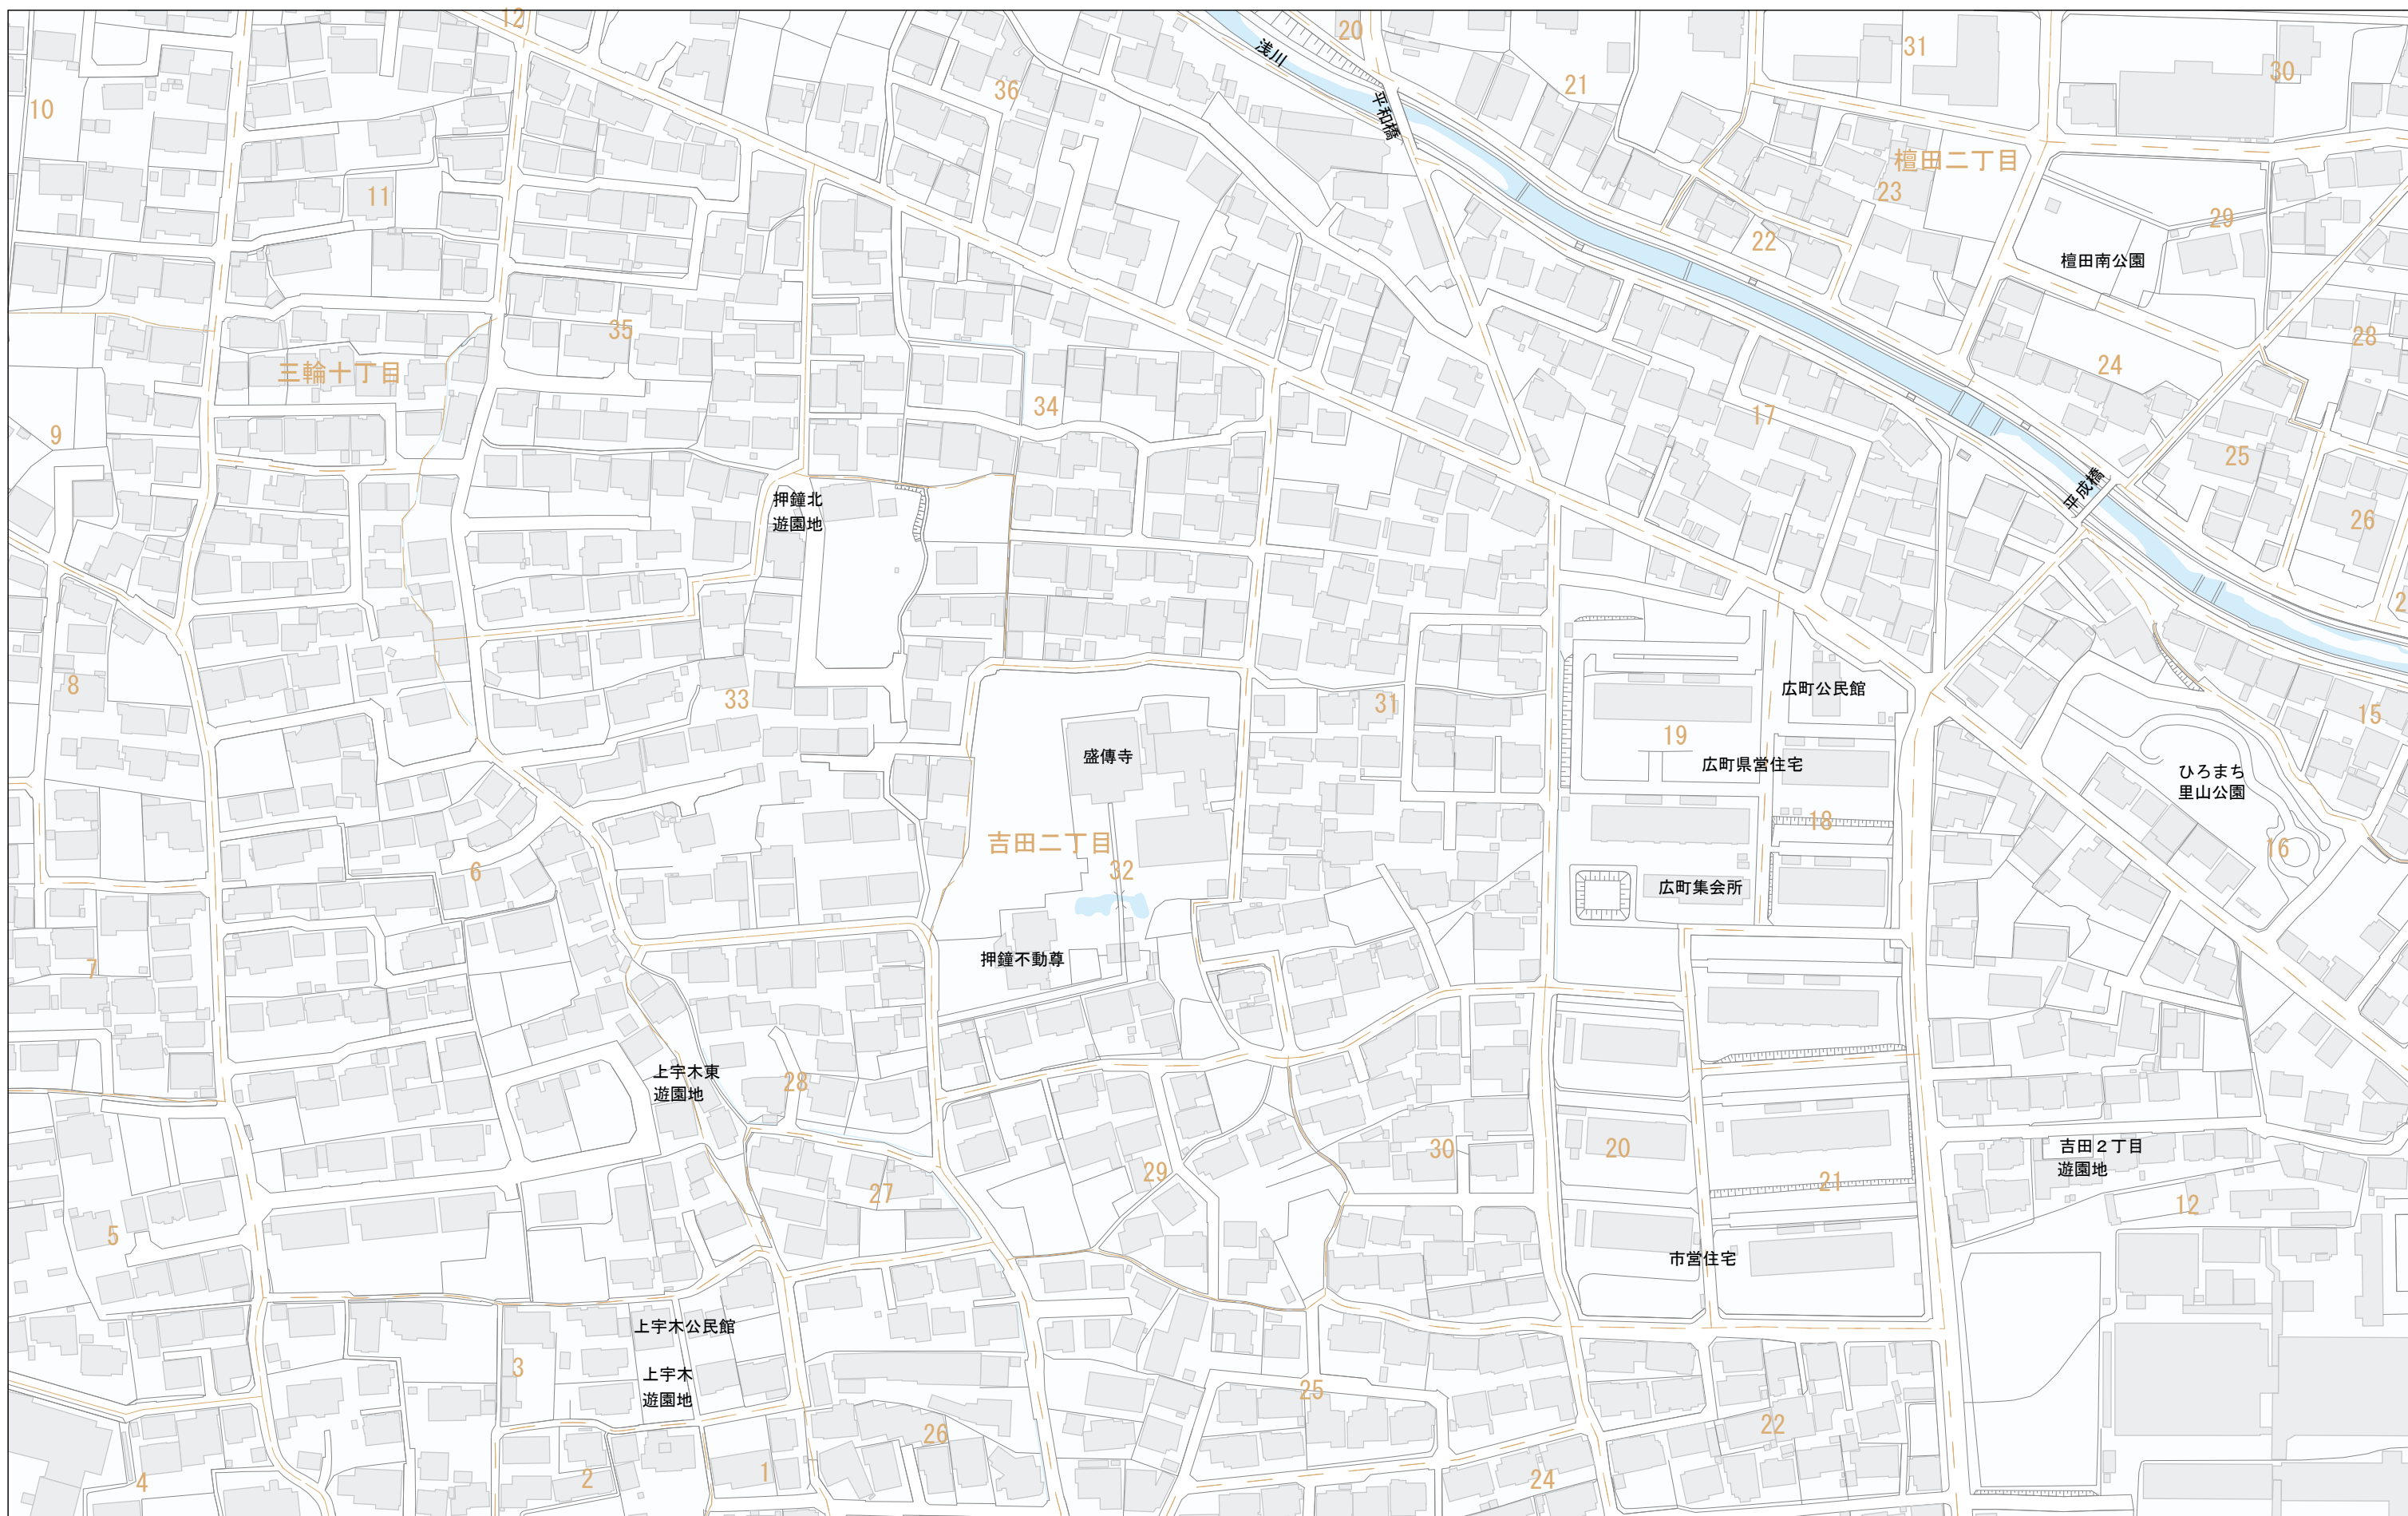 12
20
浅川
31
30
21
36
10
平和橋
檀田二丁目
23
11
29
22
檀田南公園
35
28
三輪十丁目
24
34
17
9
25
平成橋
押鐘北
遊園地
26
2
8
広町公民館
33
31
15
19
盛傳寺
広町県営住宅
ひろまち
里山公園
18
吉田二丁目
16
32
6
広町集会所
押鐘不動尊
7
上宇木東
遊園地
28
吉田２丁目
遊園地
20
30
29
21
27
12
5
市営住宅
上宇木公民館
3
上宇木
遊園地
25
22
26
1
2
4
24